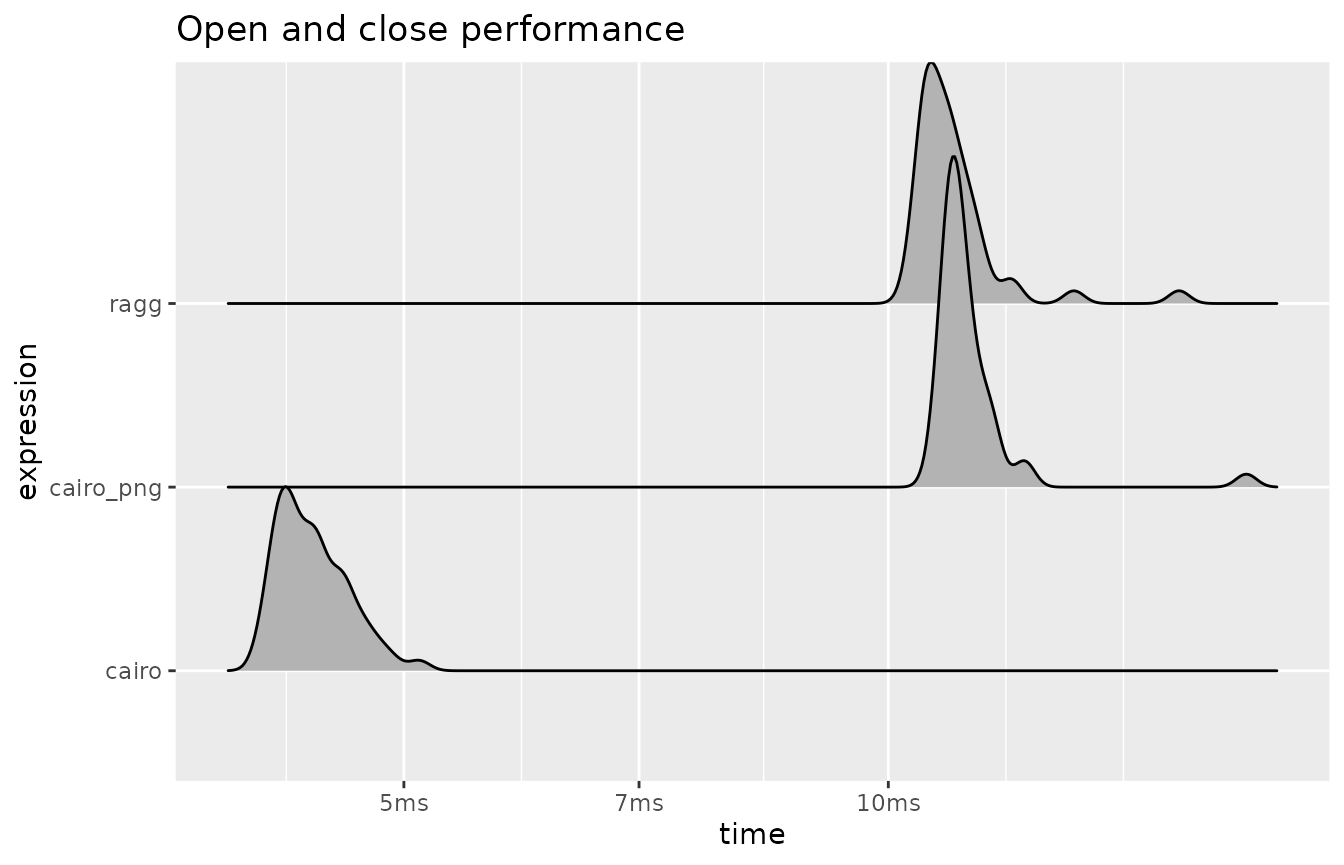 Open and close performance
ragg
expression
cairo_png
cairo
5ms 7ms 10ms
time